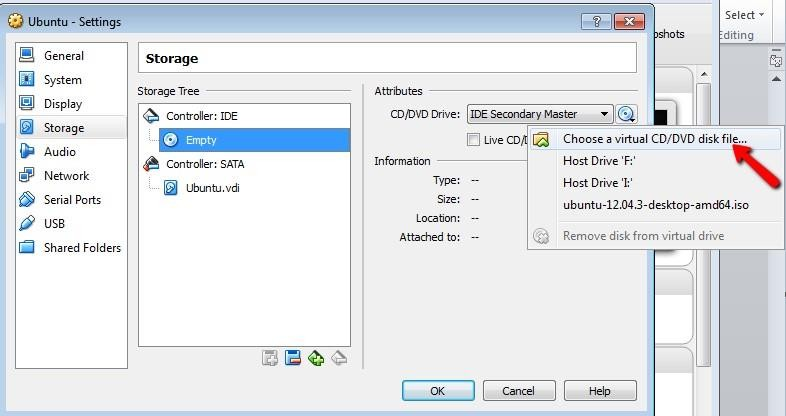 Ubuntu - Settings
Select
Editing
pshots
General
System
Display
Storage
Audio
Network
Serial Ports
USB
Shared Folders
Storage
Storage Tree
Controller: IDE
Empty
Controller: SATA
Ubuntu.vdi
Attributes
CD/DVD Drive: IDE Secondary Master
Live CD/D
Information
Type: --
Size: --
Location: --
Attached to: --
Choose a virtual CD/DVD disk file...
Host Drive 'F:'
Host Drive 'I:'
ubuntu-12.04.3-desktop-amd64.iso
Remove disk from virtual drive
OK
Cancel
Help